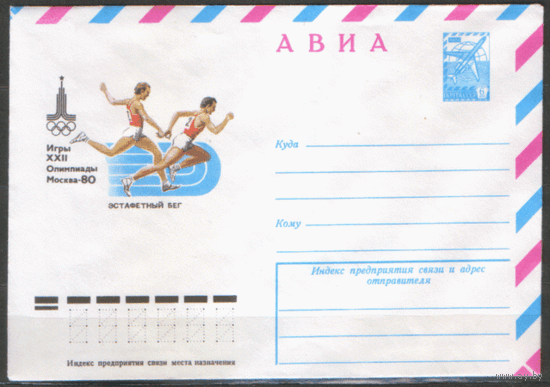 АВИА
Игры
XXII
Олимпиады
Москва-80
ЭСТАФЕТНЫЙ БЕГ
Куда
Кому
Индекс предприятия связи и адрес
отправителя
Индекс предприятия связи места назначения